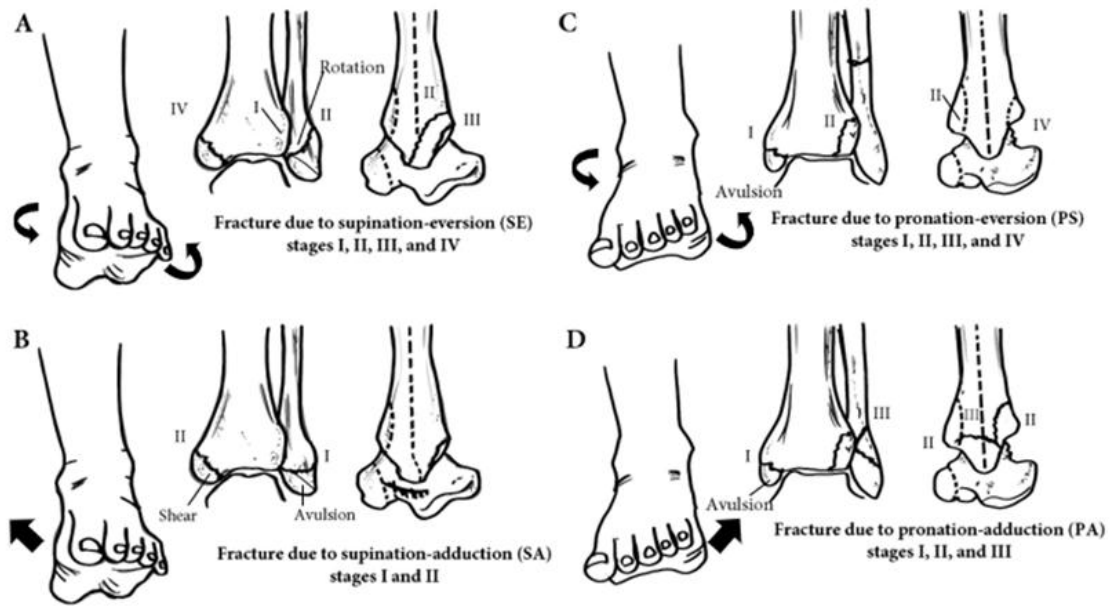 A
IV
I
Rotation
II
II
III
Fracture due to supination-eversion (SE)
stages I, II, III, and IV
B
II
I
Shear
Avulsion
Fracture due to supination-adduction (SA)
stages I and II
C
I
II
II
IV
Avulsion
Fracture due to pronation-eversion (PS)
stages I, II, III, and IV
D
I
III
II
III
II
Avulsion
Fracture due to pronation-adduction (PA)
stages I, II, and III